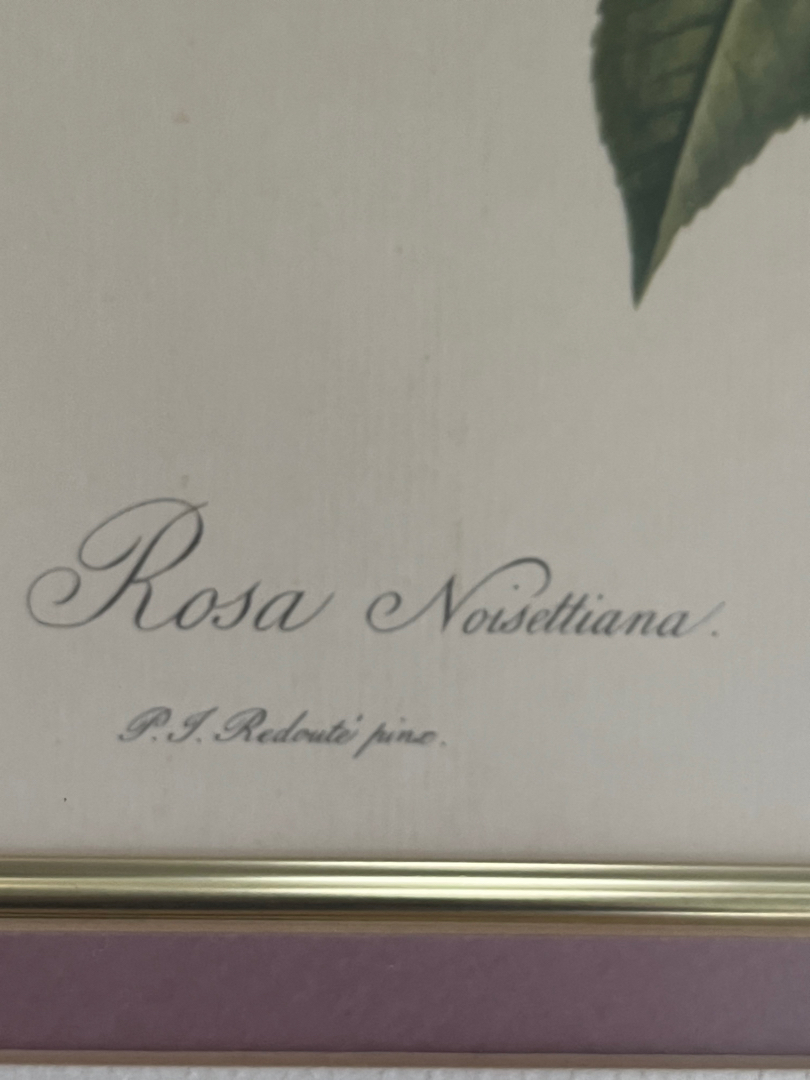 Rosa Noisettiana.
P. J. Redouté pinx.